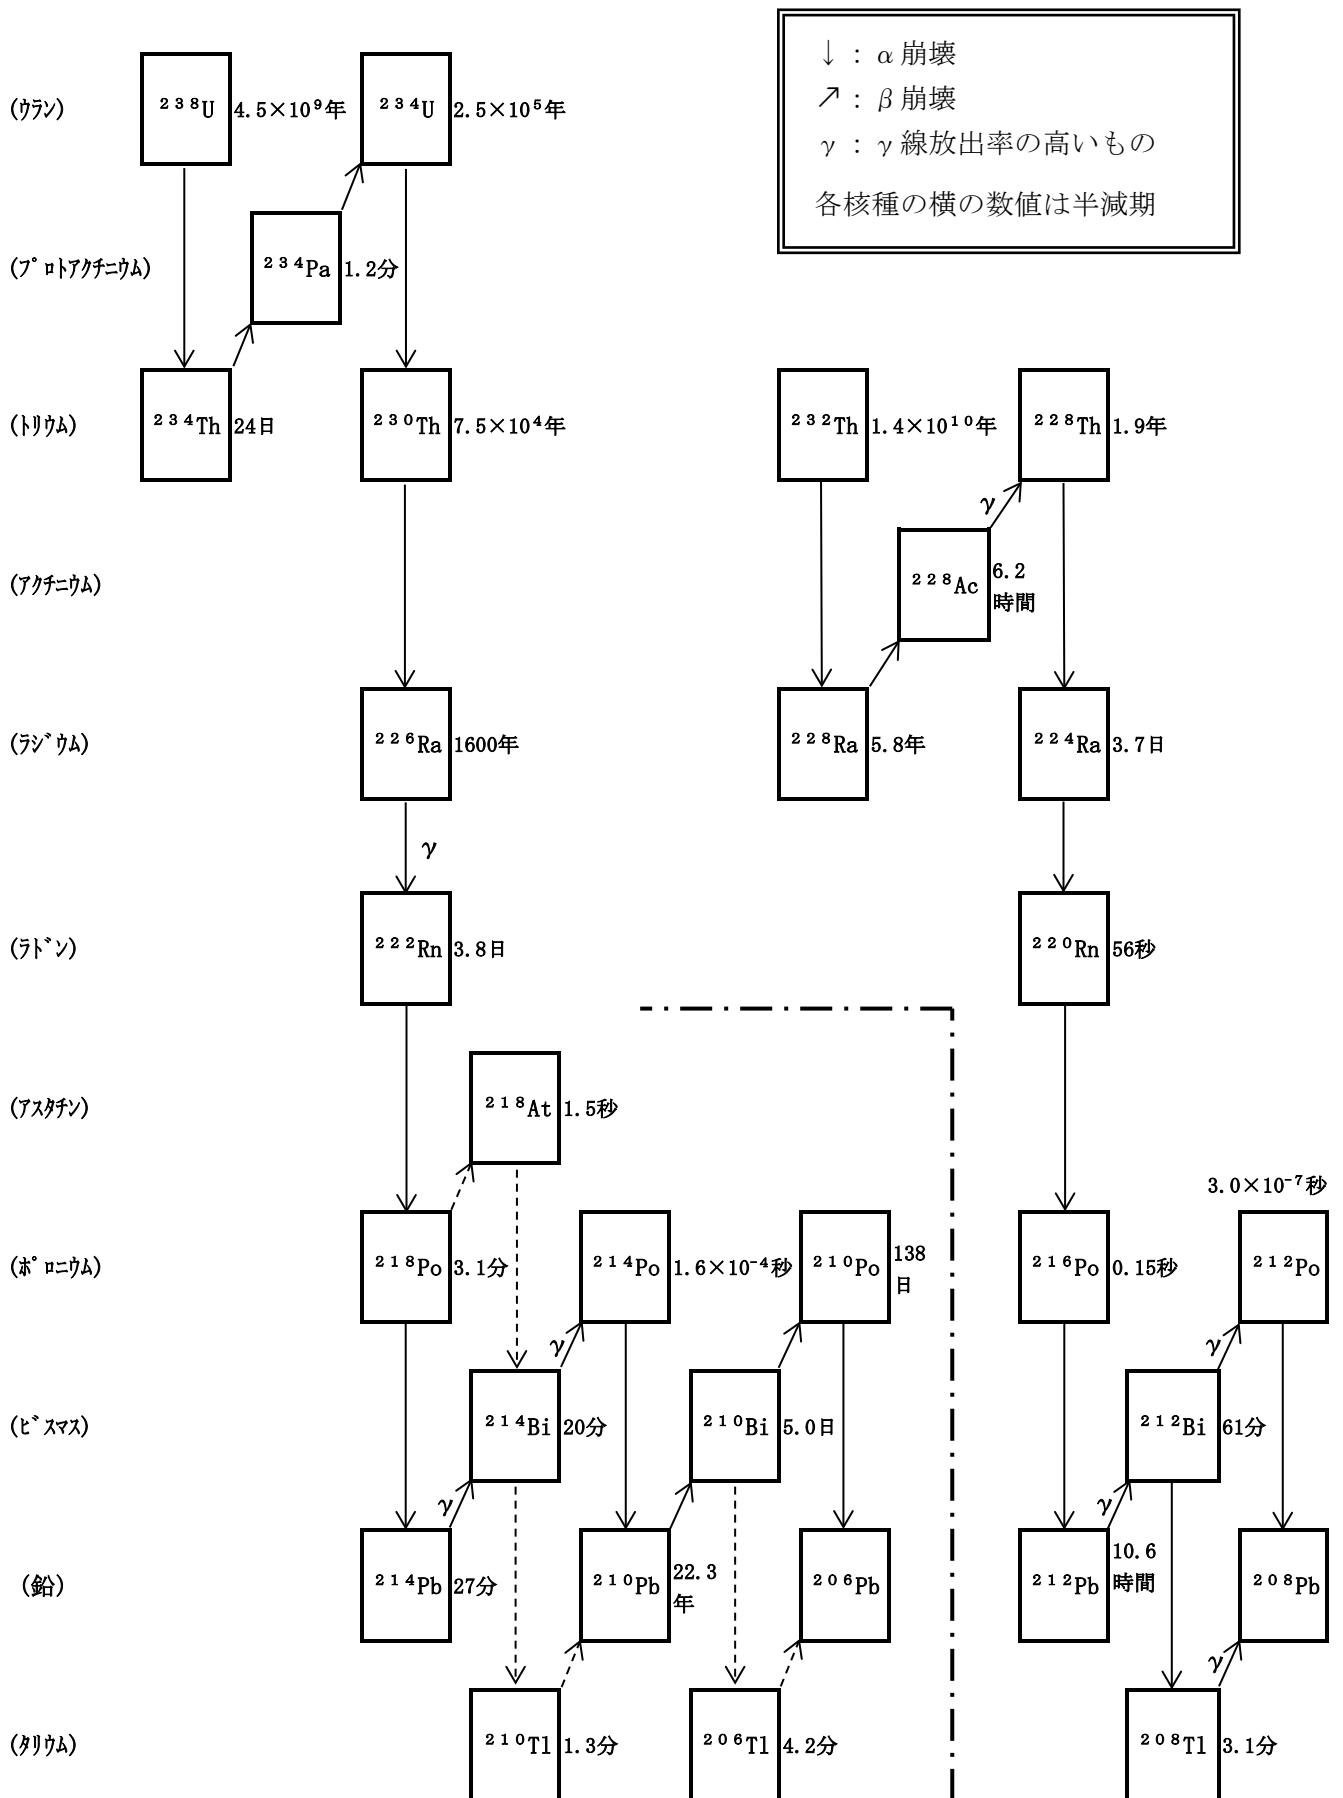 ↓ : α 崩壊
↗ : β 崩壊
γ : γ 線放出率の高いもの
各核種の横の数値は半減期
(ウラン)
²³⁸U 4.5×10⁹年
²³⁴U 2.5×10⁵年
(プロトアクチニウム)
²³⁴Pa 1.2分
(トリウム)
²³⁴Th 24日
²³⁰Th 7.5×10⁴年
²³²Th 1.4×10¹⁰年
²²⁸Th 1.9年
γ
(アクチニウム)
²²⁸Ac 6.2
時間
(ラジウム)
²²⁶Ra 1600年
²²⁸Ra 5.8年
²²⁴Ra 3.7日
γ
(ラドン)
²²²Rn 3.8日
²²⁰Rn 56秒
(アスタチン)
²¹⁸At 1.5秒
3.0×10⁻⁷秒
(ポロニウム)
²¹⁸Po 3.1分
²¹⁴Po 1.6×10⁻⁴秒
²¹⁰Po 138
日
²¹⁶Po 0.15秒
²¹²Po
γ
γ
(ビスマス)
²¹⁴Bi 20分
²¹⁰Bi 5.0日
²¹²Bi 61分
γ
γ
(鉛)
²¹⁴Pb 27分
²¹⁰Pb 22.3
年
²⁰⁶Pb
²¹²Pb 10.6
時間
²⁰⁸Pb
γ
(タリウム)
²¹⁰Tl 1.3分
²⁰⁶Tl 4.2分
²⁰⁸Tl 3.1分